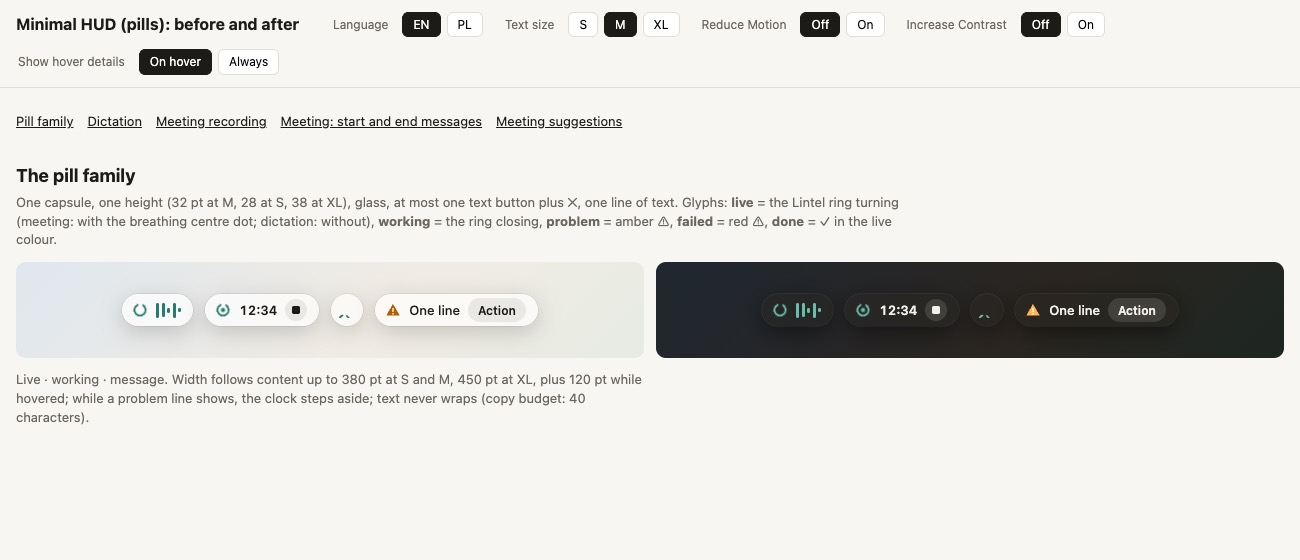 Minimal HUD (pills): before and after
Language EN PL Text size S M XL Reduce Motion Off On Increase Contrast Off On
Show hover details On hover Always
Pill family Dictation Meeting recording Meeting: start and end messages Meeting suggestions
The pill family
One capsule, one height (32 pt at M, 28 at S, 38 at XL), glass, at most one text button plus ✕, one line of text. Glyphs: live = the Lintel ring turning
(meeting: with the breathing centre dot; dictation: without), working = the ring closing, problem = amber ⚠, failed = red ⚠, done = ✓ in the live
colour.
12:34 One line Action
12:34 One line Action
Live · working · message. Width follows content up to 380 pt at S and M, 450 pt at XL, plus 120 pt while
hovered; while a problem line shows, the clock steps aside; text never wraps (copy budget: 40
characters).